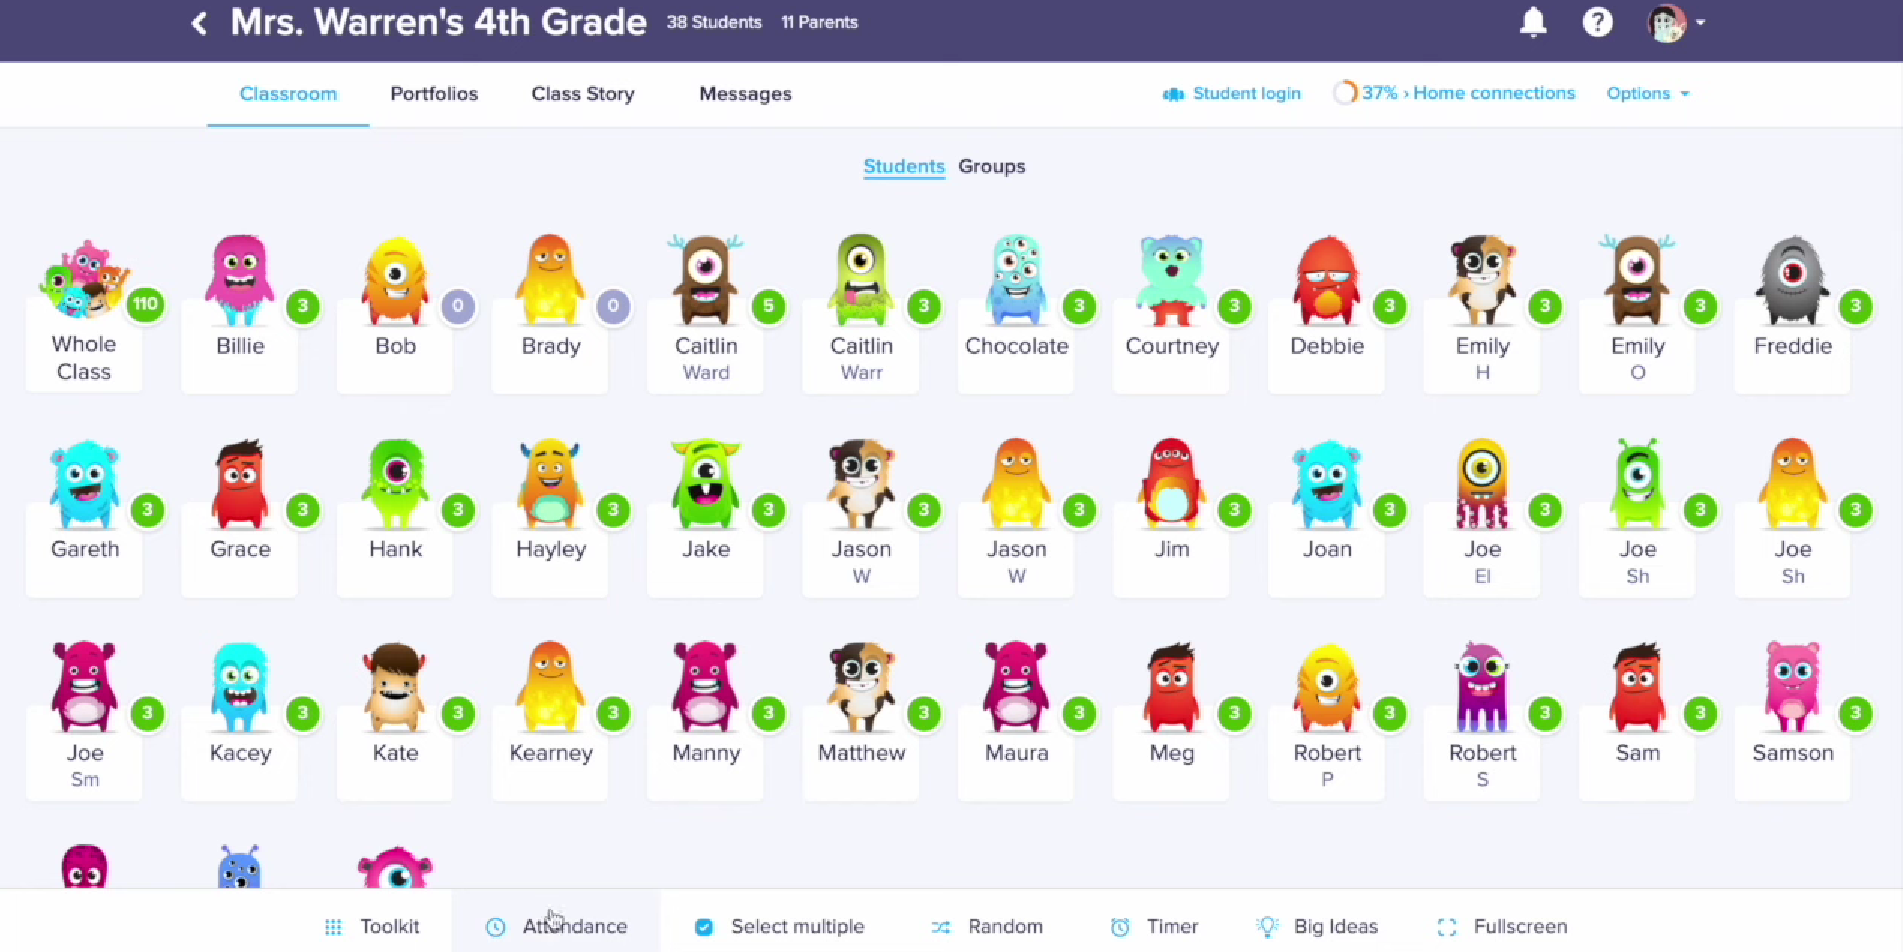 Mrs. Warren's 4th Grade 38 Students 11 Parents ?
Classroom Portfolios Class Story Messages Student login 37% › Home connections Options
Students Groups
110 3 0 0 5 3 3 3 3 3 3 3
Whole Class Billie Bob Brady Caitlin Ward Caitlin Warr Chocolate Courtney Debbie Emily H Emily O Freddie
3 3 3 3 3 3 3 3 3 3 3 3
Gareth Grace Hank Hayley Jake Jason W Jason W Jim Joan Joe El Joe Sh Joe Sh
3 3 3 3 3 3 3 3 3 3 3 3
Joe Sm Kacey Kate Kearney Manny Matthew Maura Meg Robert P Robert S Sam Samson
Toolkit Attendance Select multiple Random Timer Big Ideas Fullscreen